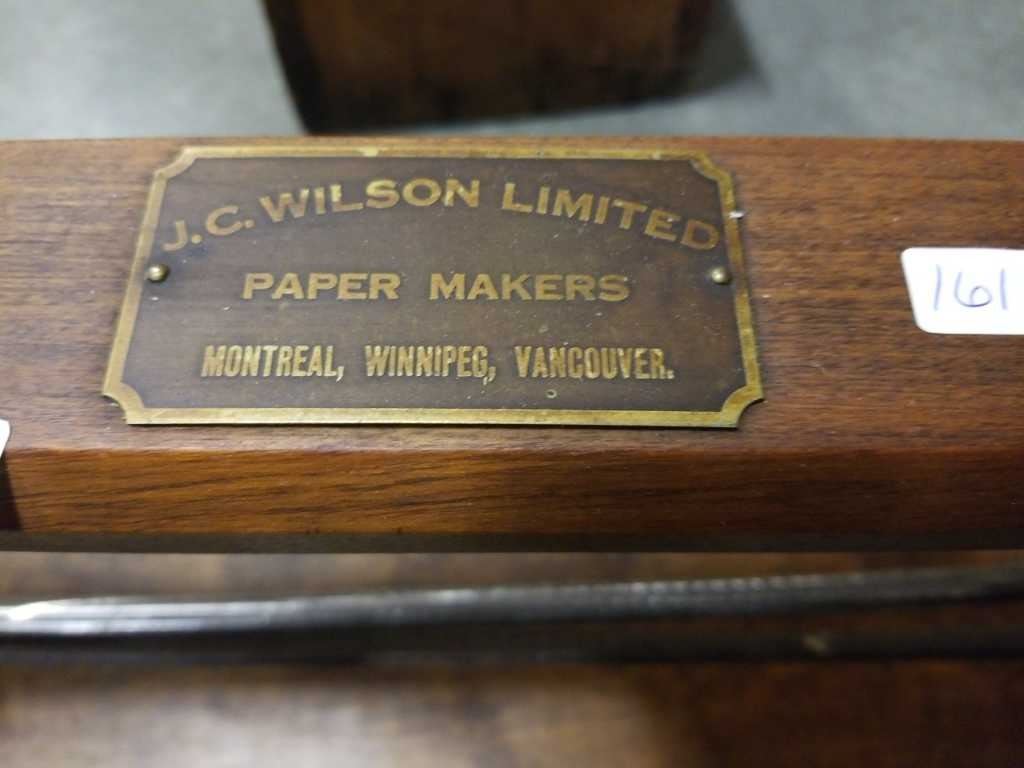 J.C. WILSON LIMITED
PAPER MAKERS
MONTREAL, WINNIPEG, VANCOUVER.
161